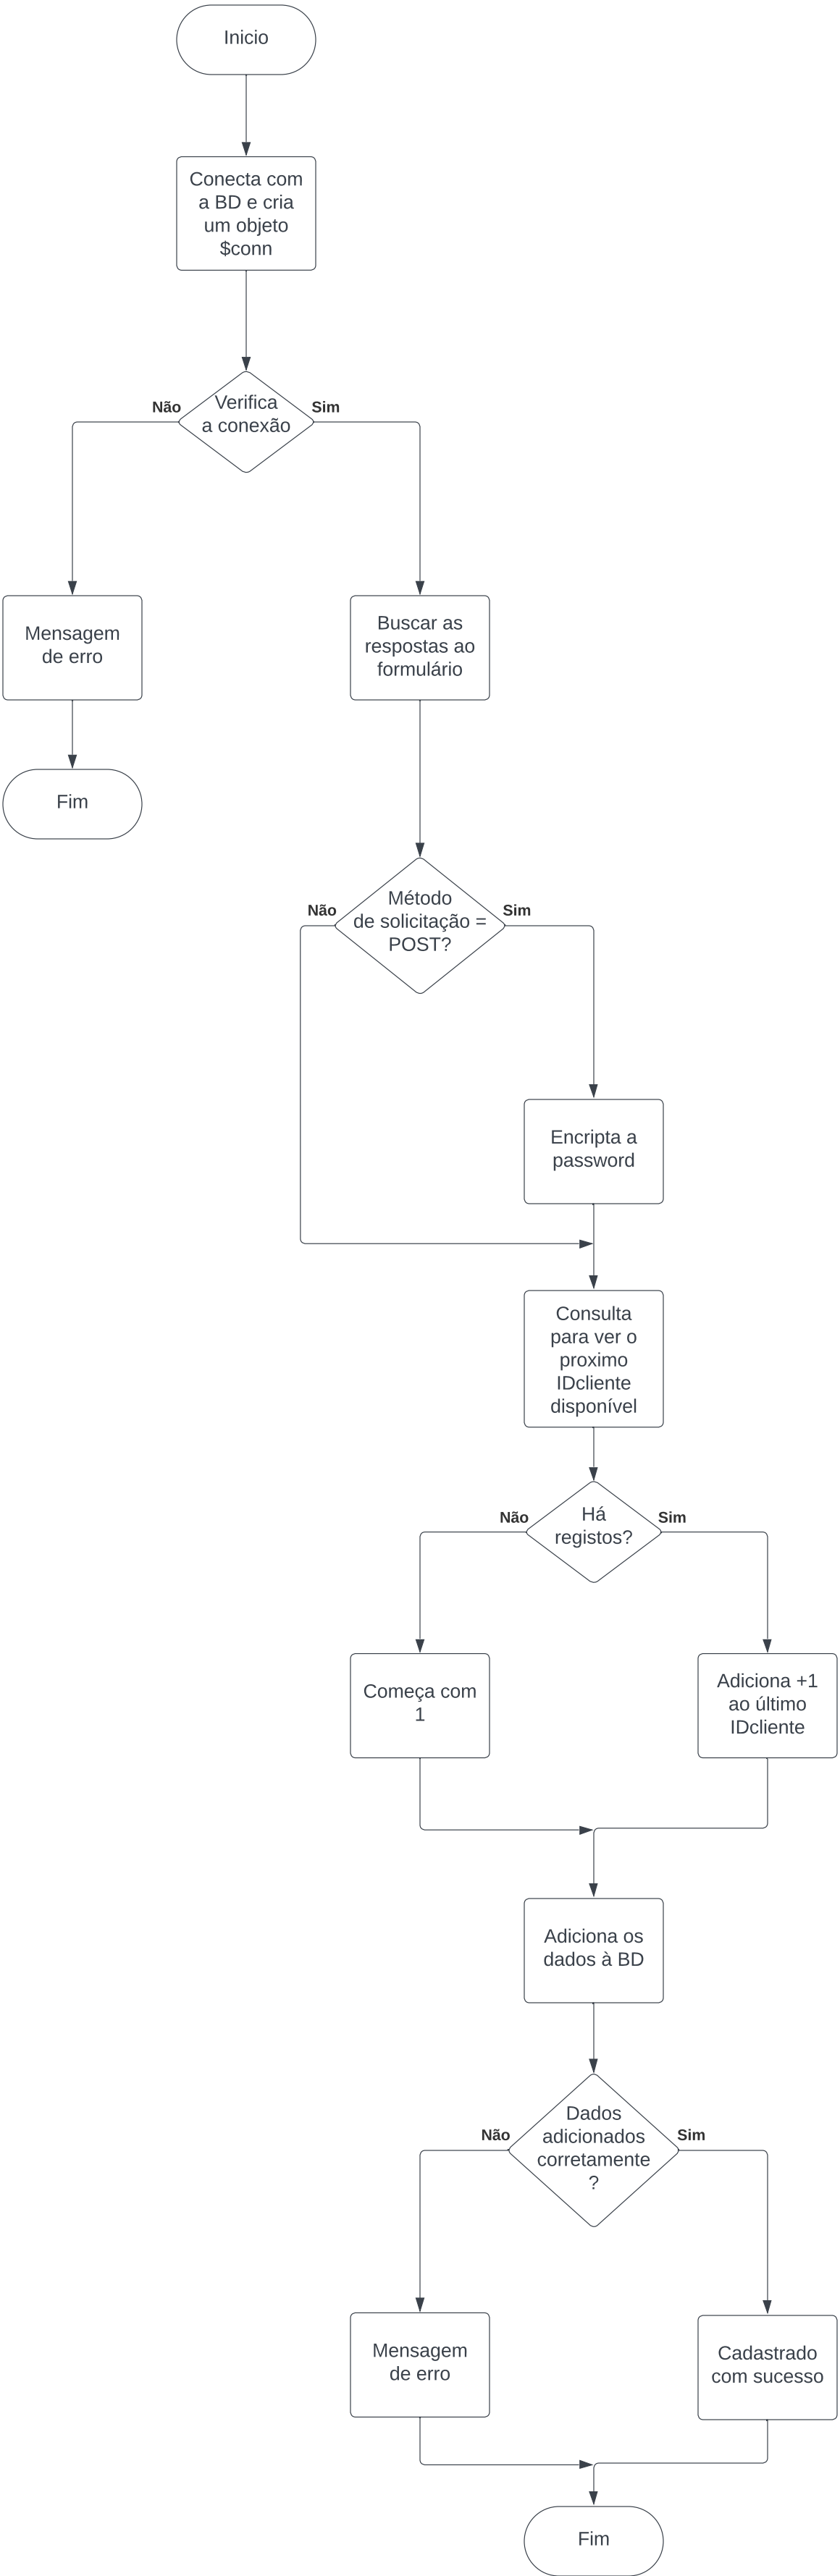 Inicio
Conecta com
a BD e cria
um objeto
$conn
Não
Verifica
a conexão
Sim
Mensagem
de erro
Buscar as
respostas ao
formulário
Fim
Não
Método
de solicitação =
POST?
Sim
Encripta a
password
Consulta
para ver o
proximo
IDcliente
disponível
Não
Há
registos?
Sim
Começa com
1
Adiciona +1
ao último
IDcliente
Adiciona os
dados à BD
Não
Dados
adicionados
corretamente
?
Sim
Mensagem
de erro
Cadastrado
com sucesso
Fim